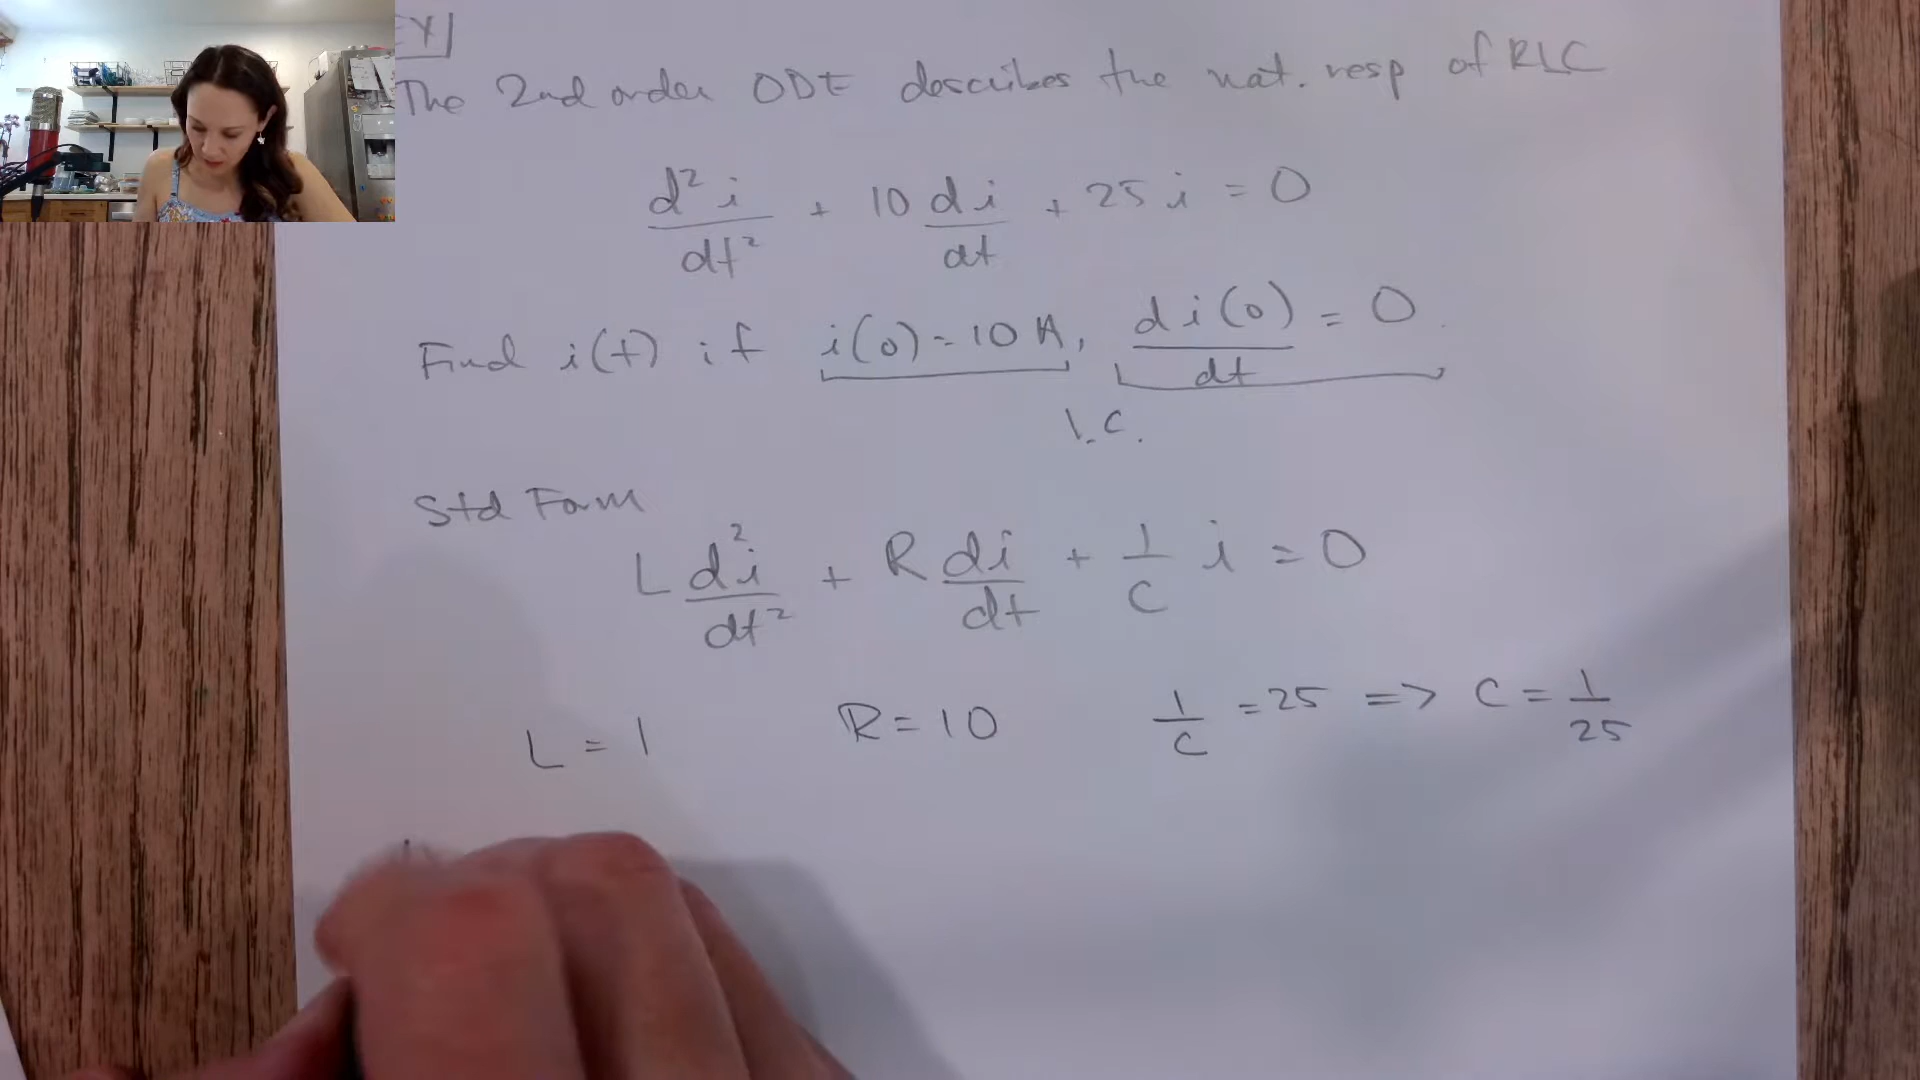 EX
The 2nd order ODE describes the nat. resp of RLC
d²i/dt² + 10 di/dt + 25 i = 0
Find i(t) if i(0) = 10 A, di(0)/dt = 0.
I.C.
Std Form
L d²i/dt² + R di/dt + 1/C i = 0
L = 1 R = 10 1/C = 25 => C = 1/25